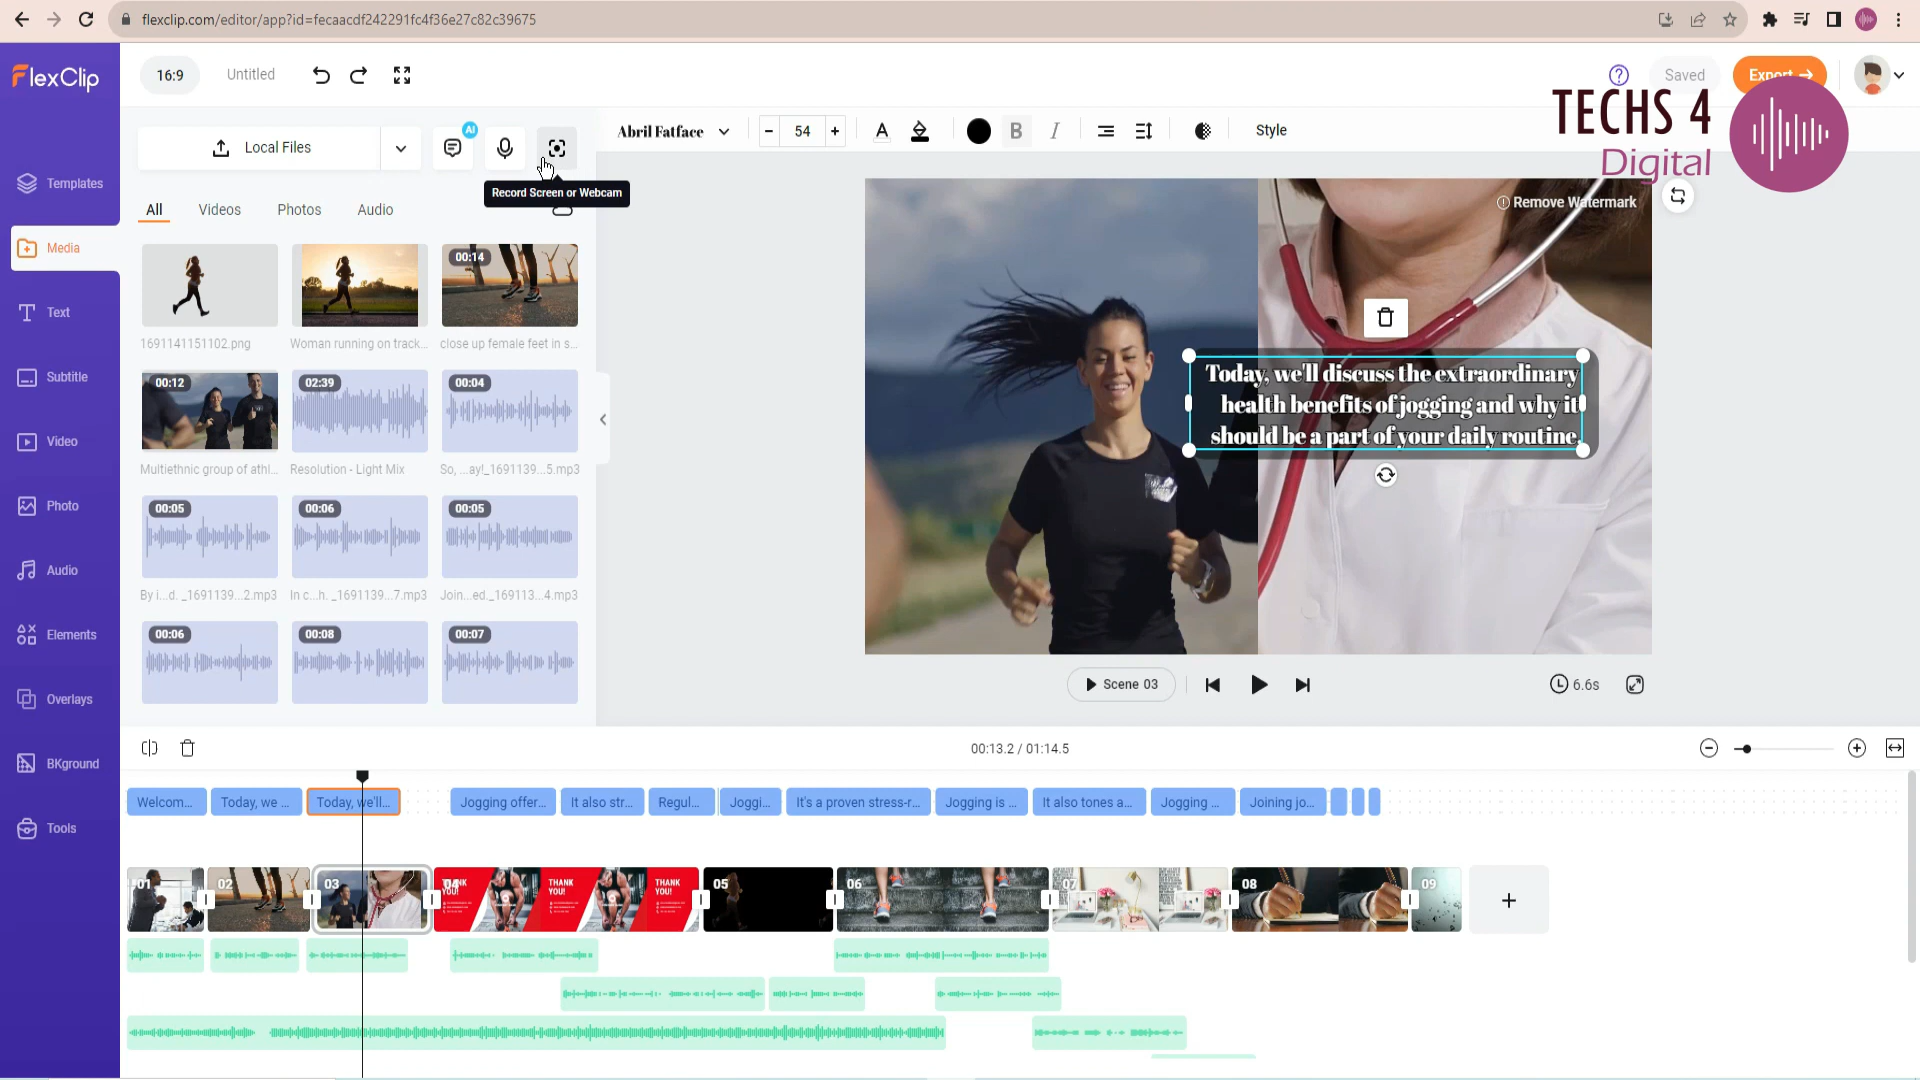 flexclip.com/editor/app?id=fecaacdf242291fc4f36e27c82c39675
FlexClip
16:9
Untitled
Saved
Export
TECHS 4
Digital
Local Files
AI
Record Screen or Webcam
Abril Fatface
- 54 +
A
B
I
Style
Templates
Media
Text
Subtitle
Video
Photo
Audio
Elements
Overlays
BKground
Tools
All
Videos
Photos
Audio
00:14
1691141151102.png
Woman running on track...
close up female feet in s...
00:12
02:39
00:04
Multiethnic group of athl...
Resolution - Light Mix
So, ...ay!_1691139...5.mp3
00:05
00:06
00:05
By i...d. _1691139...2.mp3
In c...h. _1691139...7.mp3
Join...ed._169113...4.mp3
00:06
00:08
00:07
Remove Watermark
Today, we'll discuss the extraordinary
health benefits of jogging and why it
should be a part of your daily routine.
Scene 03
6.6s
00:13.2 / 01:14.5
Welcom...
Today, we ...
Today, we'll...
Jogging offer...
It also str...
Regul...
Joggi...
It's a proven stress-r...
Jogging is ...
It also tones a...
Jogging ...
Joining jo...
01
02
03
04
THANK
YOU!
THANK
YOU!
THANK
YOU!
05
06
07
08
09
+